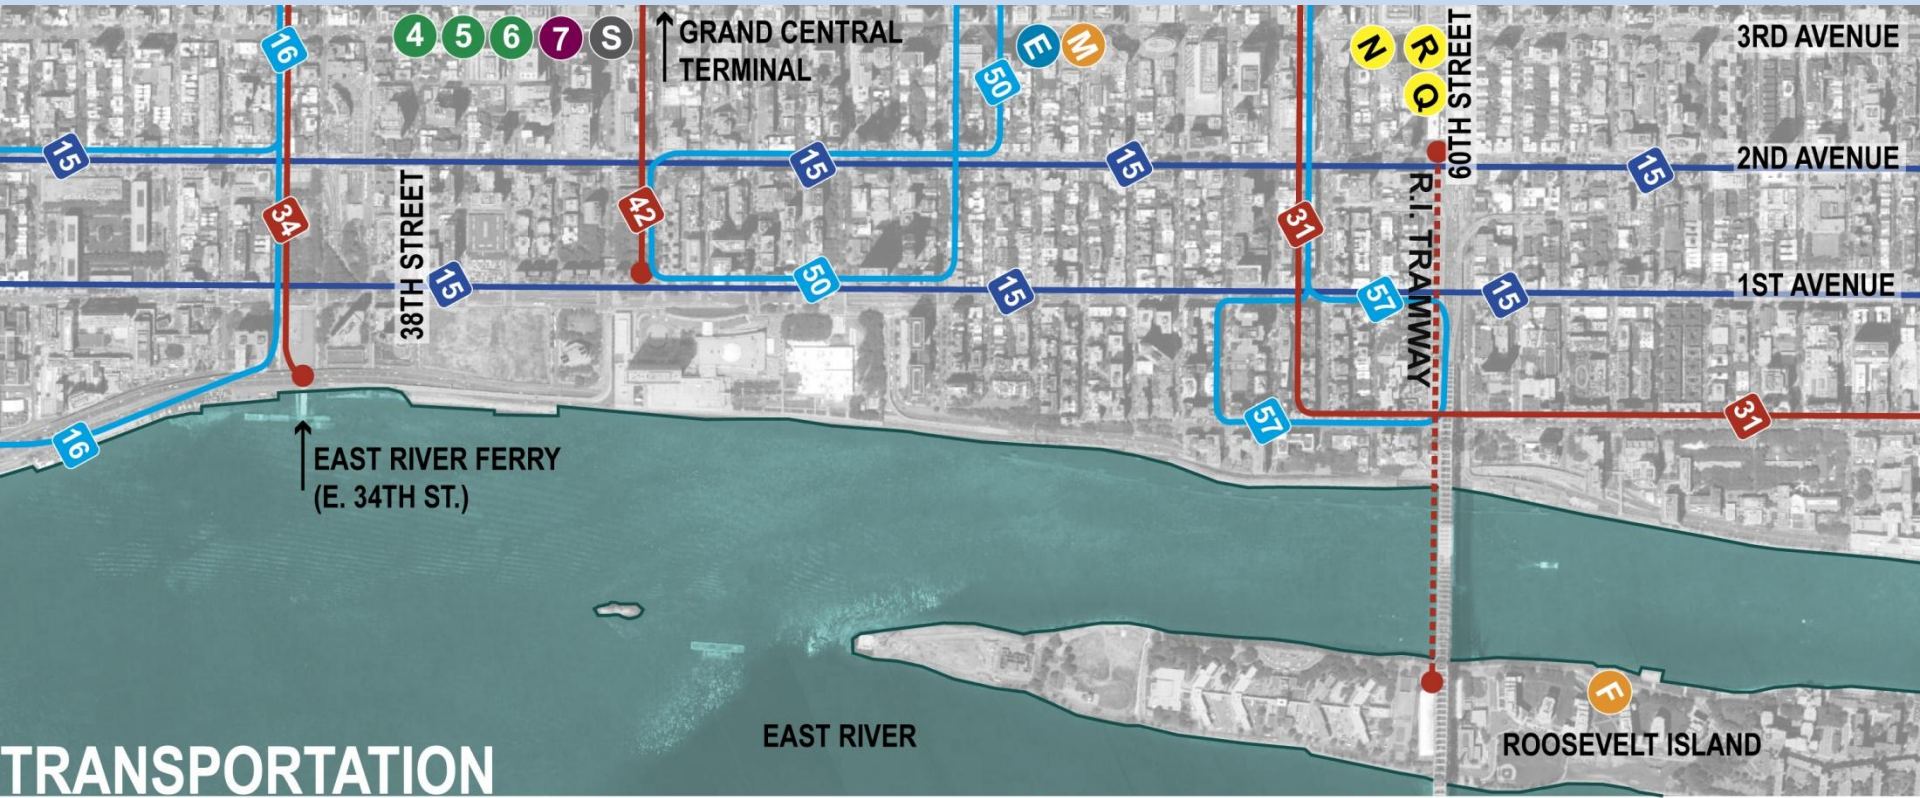 16
4 5 6 7 S
GRAND CENTRAL
TERMINAL
50
E M
N R
Q
60TH STREET
3RD AVENUE
15
15
15
15
2ND AVENUE
34
38TH STREET
42
31
R.I. TRAMWAY
15
50
15
57
15
1ST AVENUE
16
57
31
EAST RIVER FERRY
(E. 34TH ST.)
F
EAST RIVER
ROOSEVELT ISLAND
TRANSPORTATION